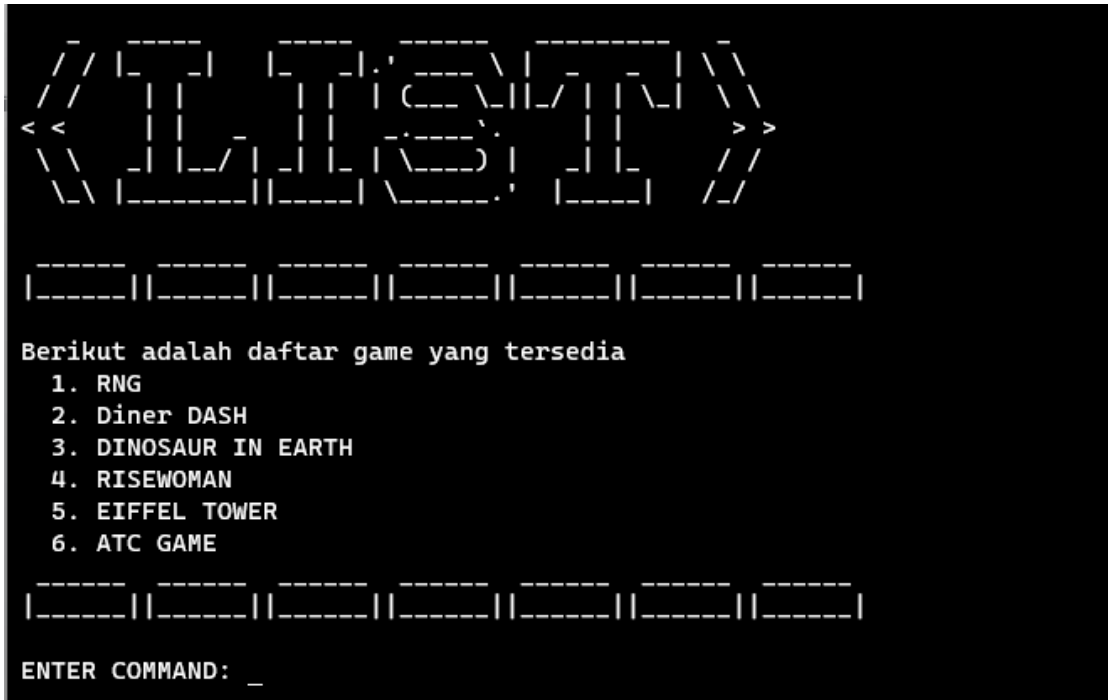 <LIST>
Berikut adalah daftar game yang tersedia
1. RNG
2. Diner DASH
3. DINOSAUR IN EARTH
4. RISEWOMAN
5. EIFFEL TOWER
6. ATC GAME
ENTER COMMAND: _